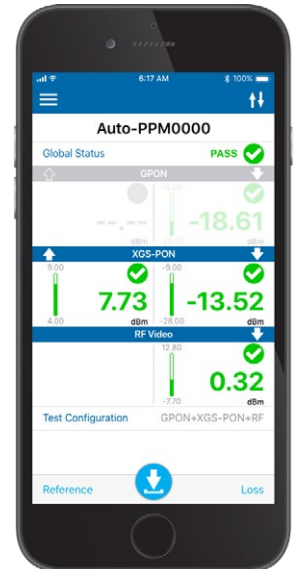 6:17 AM
100%
Auto-PPM0000
Global Status PASS
GPON
--.-- -18.61
dBm dBm
XGS-PON
9.00 -9.00
7.73 -13.52
4.00 dBm -28.00 dBm
RF Video
12.80
0.32
-7.70 dBm
Test Configuration GPON+XGS-PON+RF
Reference Loss